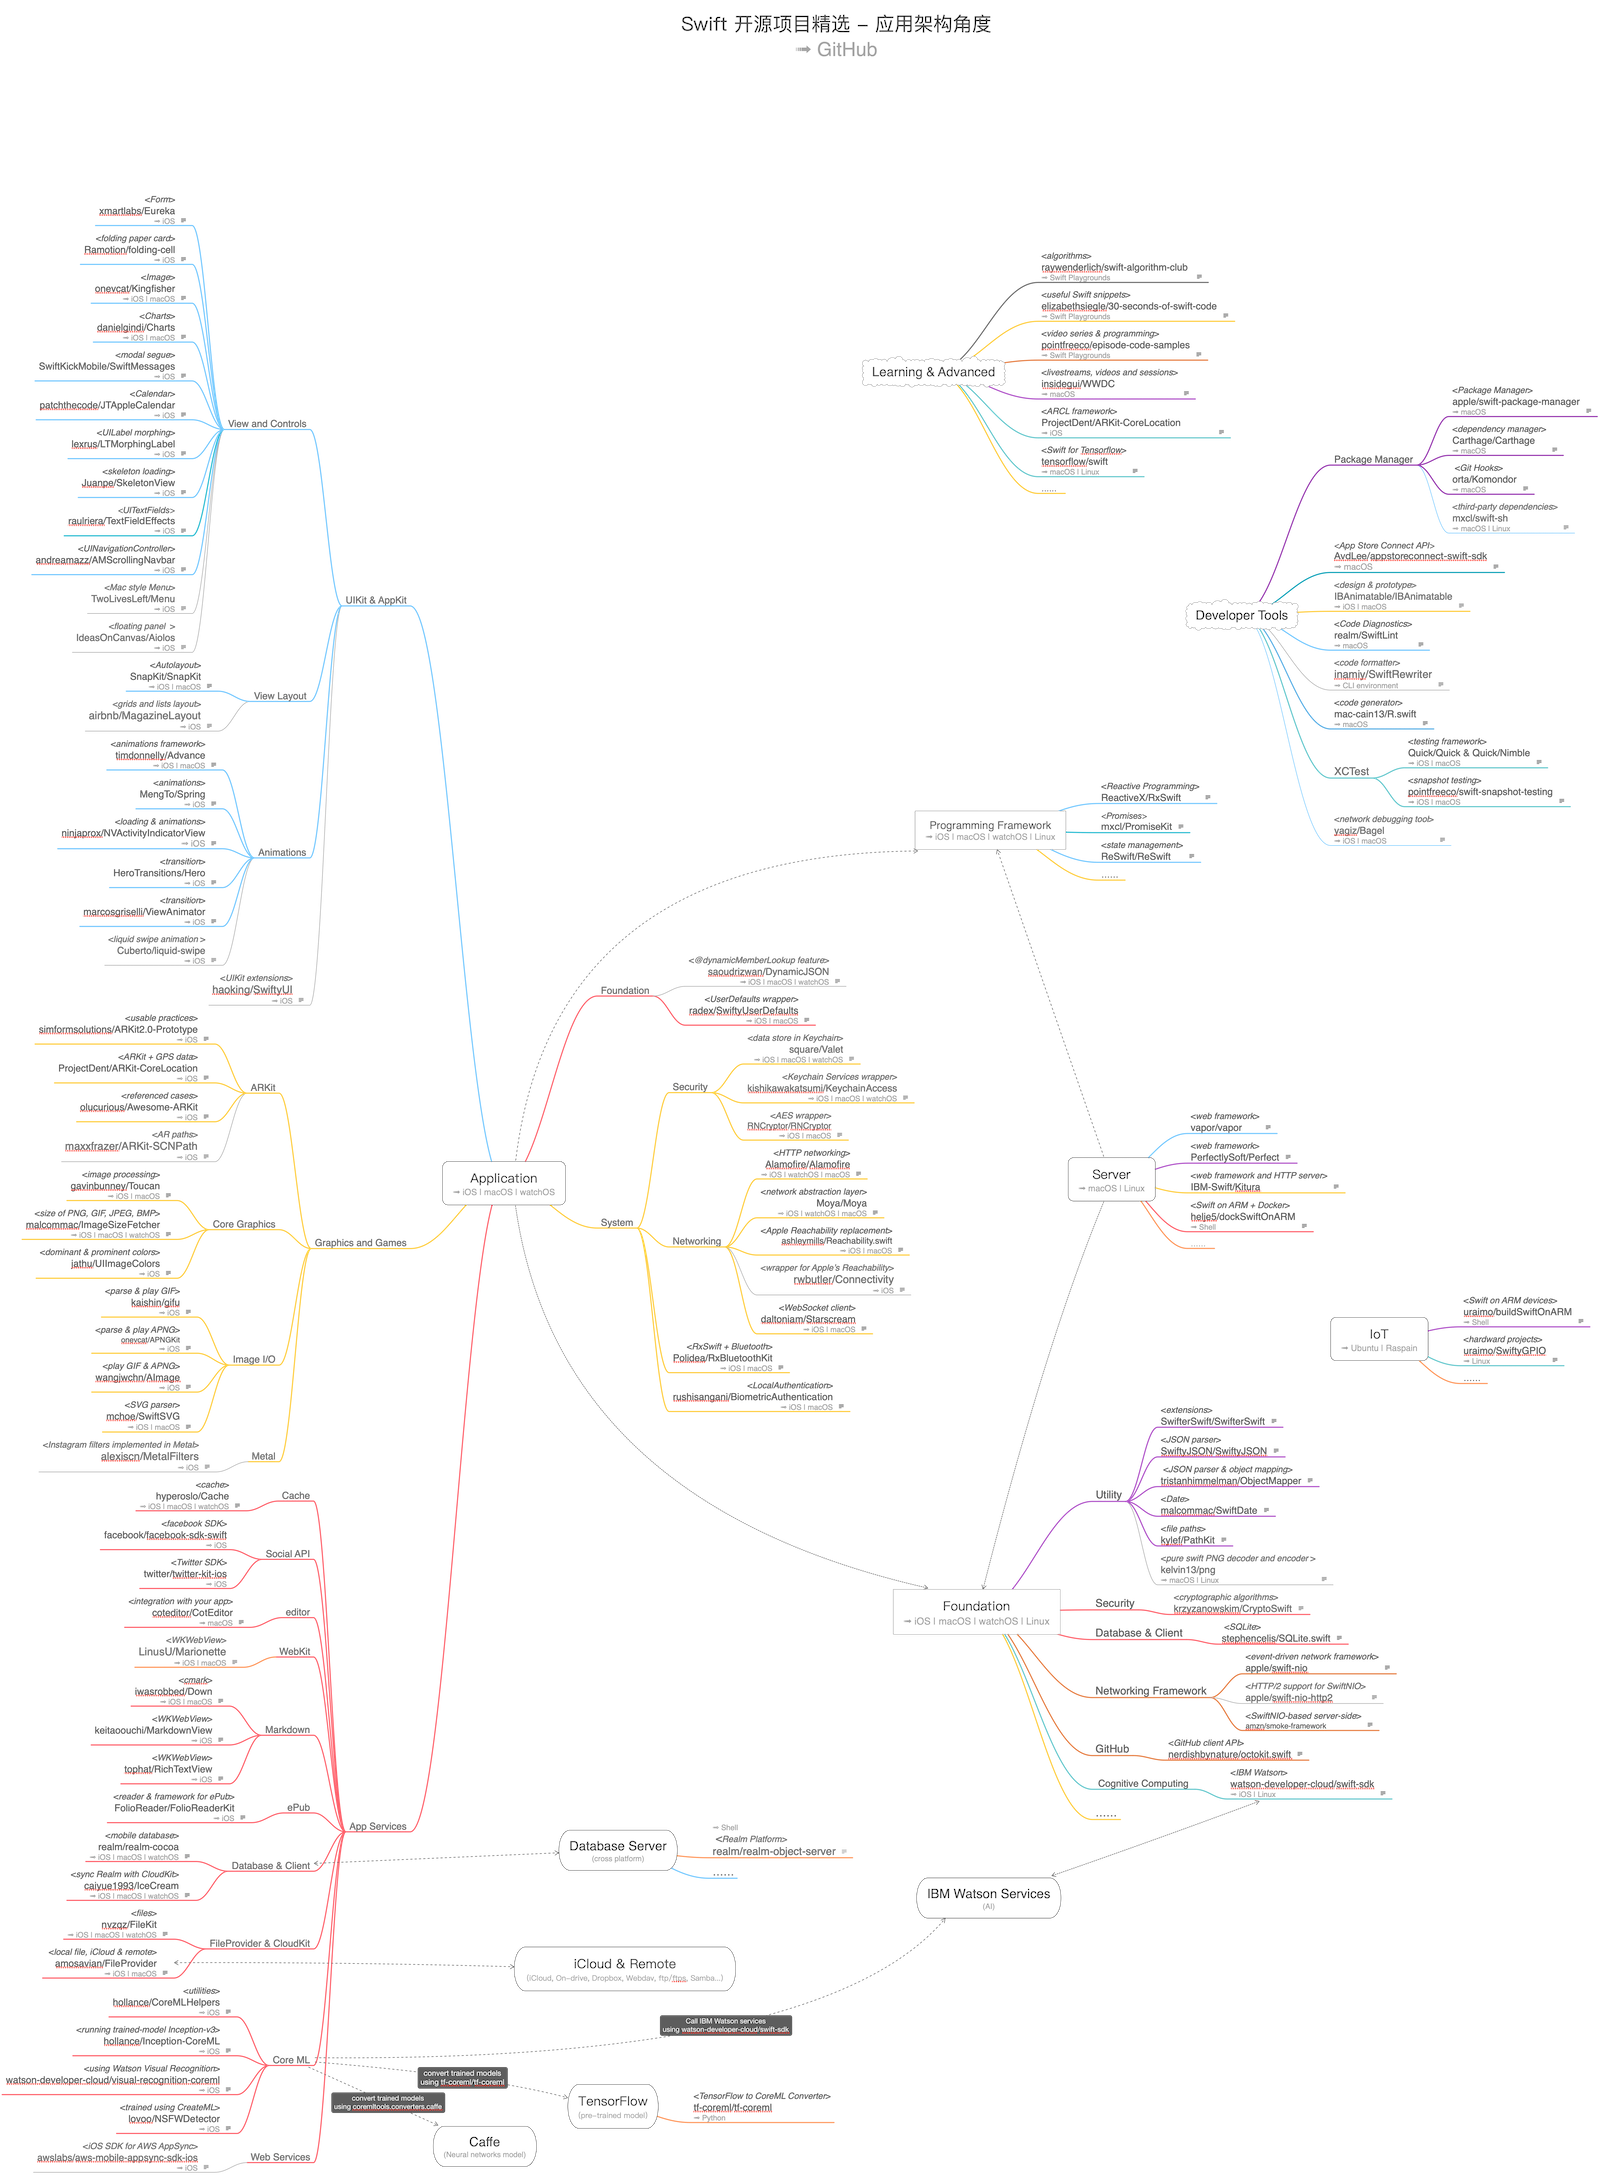 Swift 开源项目精选 – 应用架构角度
➟ GitHub
<Form>
xmartlabs/Eureka
➟ iOS
<folding paper card>
Ramotion/folding-cell
➟ iOS
<Image>
onevcat/Kingfisher
➟ iOS | macOS
<Charts>
danielgindi/Charts
➟ iOS | macOS
<modal segue>
SwiftKickMobile/SwiftMessages
➟ iOS
<Calendar>
patchthecode/JTAppleCalendar
➟ iOS
<UILabel morphing>
lexrus/LTMorphingLabel
➟ iOS
<skeleton loading>
Juanpe/SkeletonView
➟ iOS
<UITextFields>
raulriera/TextFieldEffects
➟ iOS
<UINavigationController>
andreamazz/AMScrollingNavbar
➟ iOS
<Mac style Menu>
TwoLivesLeft/Menu
➟ iOS
<floating panel >
IdeasOnCanvas/Aiolos
➟ iOS
View and Controls
<Autolayout>
SnapKit/SnapKit
➟ iOS | macOS
<grids and lists layout>
airbnb/MagazineLayout
➟ iOS
View Layout
<animations framework>
timdonnelly/Advance
➟ iOS | macOS
<animations>
MengTo/Spring
➟ iOS
<loading & animations>
ninjaprox/NVActivityIndicatorView
➟ iOS
<transition>
HeroTransitions/Hero
➟ iOS
<transition>
marcosgriselli/ViewAnimator
➟ iOS
<liquid swipe animation >
Cuberto/liquid-swipe
➟ iOS
Animations
<UIKit extensions>
haoking/SwiftyUI
➟ iOS
UIKit & AppKit
<usable practices>
simformsolutions/ARKit2.0-Prototype
➟ iOS
<ARKit + GPS data>
ProjectDent/ARKit-CoreLocation
➟ iOS
<referenced cases>
olucurious/Awesome-ARKit
➟ iOS
<AR paths>
maxxfrazer/ARKit-SCNPath
➟ iOS
ARKit
<image processing>
gavinbunney/Toucan
➟ iOS | macOS
<size of PNG, GIF, JPEG, BMP>
malcommac/ImageSizeFetcher
➟ iOS | macOS | watchOS
<dominant & prominent colors>
jathu/UIImageColors
➟ iOS
Core Graphics
<parse & play GIF>
kaishin/gifu
➟ iOS
<parse & play APNG>
onevcat/APNGKit
➟ iOS
<play GIF & APNG>
wangjwchn/AImage
➟ iOS
<SVG parser>
mchoe/SwiftSVG
➟ iOS | macOS
Image I/O
<Instagram filters implemented in Metal>
alexiscn/MetalFilters
➟ iOS
Metal
Graphics and Games
<cache>
hyperoslo/Cache
➟ iOS | macOS | watchOS
Cache
<facebook SDK>
facebook/facebook-sdk-swift
➟ iOS
<Twitter SDK>
twitter/twitter-kit-ios
➟ iOS
Social API
<integration with your app>
coteditor/CotEditor
➟ macOS
editor
<WKWebView>
LinusU/Marionette
➟ iOS | macOS
WebKit
<cmark>
iwasrobbed/Down
➟ iOS | macOS
<WKWebView>
keitaoouchi/MarkdownView
➟ iOS
<WKWebView>
tophat/RichTextView
➟ iOS
Markdown
<reader & framework for ePub>
FolioReader/FolioReaderKit
➟ iOS
ePub
<mobile database>
realm/realm-cocoa
➟ iOS | macOS | watchOS
<sync Realm with CloudKit>
caiyue1993/IceCream
➟ iOS | macOS | watchOS
Database & Client
<files>
nvzqz/FileKit
➟ iOS | macOS | watchOS
<local file, iCloud & remote>
amosavian/FileProvider
➟ iOS | macOS
FileProvider & CloudKit
<utilities>
hollance/CoreMLHelpers
➟ iOS
<running trained-model Inception-v3>
hollance/Inception-CoreML
➟ iOS
<using Watson Visual Recognition>
watson-developer-cloud/visual-recognition-coreml
➟ iOS
<trained using CreateML>
lovoo/NSFWDetector
➟ iOS
Core ML
<iOS SDK for AWS AppSync>
awslabs/aws-mobile-appsync-sdk-ios
➟ iOS
Web Services
App Services
Application
➟ iOS | macOS | watchOS
<@dynamicMemberLookup feature>
saoudrizwan/DynamicJSON
➟ iOS | macOS | watchOS
<UserDefaults wrapper>
radex/SwiftyUserDefaults
➟ iOS | macOS
Foundation
<data store in Keychain>
square/Valet
➟ iOS | macOS | watchOS
<Keychain Services wrapper>
kishikawakatsumi/KeychainAccess
➟ iOS | macOS | watchOS
<AES wrapper>
RNCryptor/RNCryptor
➟ iOS | macOS
Security
<HTTP networking>
Alamofire/Alamofire
➟ iOS | watchOS | macOS
<network abstraction layer>
Moya/Moya
➟ iOS | watchOS | macOS
<Apple Reachability replacement>
ashleymills/Reachability.swift
➟ iOS | macOS
<wrapper for Apple's Reachability>
rwbutler/Connectivity
➟ iOS
<WebSocket client>
daltoniam/Starscream
➟ iOS | macOS
Networking
<RxSwift + Bluetooth>
Polidea/RxBluetoothKit
➟ iOS | macOS
<LocalAuthentication>
rushisangani/BiometricAuthentication
➟ iOS | macOS
System
Learning & Advanced
<algorithms>
raywenderlich/swift-algorithm-club
➟ Swift Playgrounds
<useful Swift snippets>
elizabethsiegle/30-seconds-of-swift-code
➟ Swift Playgrounds
<video series & programming>
pointfreeco/episode-code-samples
➟ Swift Playgrounds
<livestreams, videos and sessions>
insidegui/WWDC
➟ macOS
<ARCL framework>
ProjectDent/ARKit-CoreLocation
➟ iOS
<Swift for Tensorflow>
tensorflow/swift
➟ macOS | Linux
......
Developer Tools
Package Manager
<Package Manager>
apple/swift-package-manager
➟ macOS
<dependency manager>
Carthage/Carthage
➟ macOS
<Git Hooks>
orta/Komondor
➟ macOS
<third-party dependencies>
mxcl/swift-sh
➟ macOS | Linux
<App Store Connect API>
AvdLee/appstoreconnect-swift-sdk
➟ macOS
<design & prototype>
IBAnimatable/IBAnimatable
➟ iOS | macOS
<Code Diagnostics>
realm/SwiftLint
➟ macOS
<code formatter>
inamiy/SwiftRewriter
➟ CLI environment
<code generator>
mac-cain13/R.swift
➟ macOS
XCTest
<testing framework>
Quick/Quick & Quick/Nimble
➟ iOS | macOS
<snapshot testing>
pointfreeco/swift-snapshot-testing
➟ iOS | macOS
<network debugging tool>
yagiz/Bagel
➟ iOS | macOS
Programming Framework
➟ iOS | macOS | watchOS | Linux
<Reactive Programming>
ReactiveX/RxSwift
<Promises>
mxcl/PromiseKit
<state management>
ReSwift/ReSwift
......
Server
➟ macOS | Linux
<web framework>
vapor/vapor
<web framework>
PerfectlySoft/Perfect
<web framework and HTTP server>
IBM-Swift/Kitura
<Swift on ARM + Docker>
helje5/dockSwiftOnARM
➟ Shell
......
IoT
➟ Ubuntu | Raspain
<Swift on ARM devices>
uraimo/buildSwiftOnARM
➟ Shell
<hardward projects>
uraimo/SwiftyGPIO
➟ Linux
......
Foundation
➟ iOS | macOS | watchOS | Linux
Utility
<extensions>
SwifterSwift/SwifterSwift
<JSON parser>
SwiftyJSON/SwiftyJSON
<JSON parser & object mapping>
tristanhimmelman/ObjectMapper
<Date>
malcommac/SwiftDate
<file paths>
kylef/PathKit
<pure swift PNG decoder and encoder >
kelvin13/png
➟ macOS | Linux
Security
<cryptographic algorithms>
krzyzanowskim/CryptoSwift
Database & Client
<SQLite>
stephencelis/SQLite.swift
Networking Framework
<event-driven network framework>
apple/swift-nio
<HTTP/2 support for SwiftNIO>
apple/swift-nio-http2
<SwiftNIO-based server-side>
amzn/smoke-framework
GitHub
<GitHub client API>
nerdishbynature/octokit.swift
Cognitive Computing
<IBM Watson>
watson-developer-cloud/swift-sdk
➟ iOS | Linux
......
Database Server
(cross platform)
➟ Shell
<Realm Platform>
realm/realm-object-server
......
IBM Watson Services
(AI)
iCloud & Remote
(iCloud, On-drive, Dropbox, Webdav, ftp/ftps, Samba...)
Call IBM Watson services
using watson-developer-cloud/swift-sdk
convert trained models
using tf-coreml/tf-coreml
convert trained models
using coremltools.converters.caffe
TensorFlow
(pre-trained model)
<TensorFlow to CoreML Converter>
tf-coreml/tf-coreml
➟ Python
Caffe
(Neural networks model)